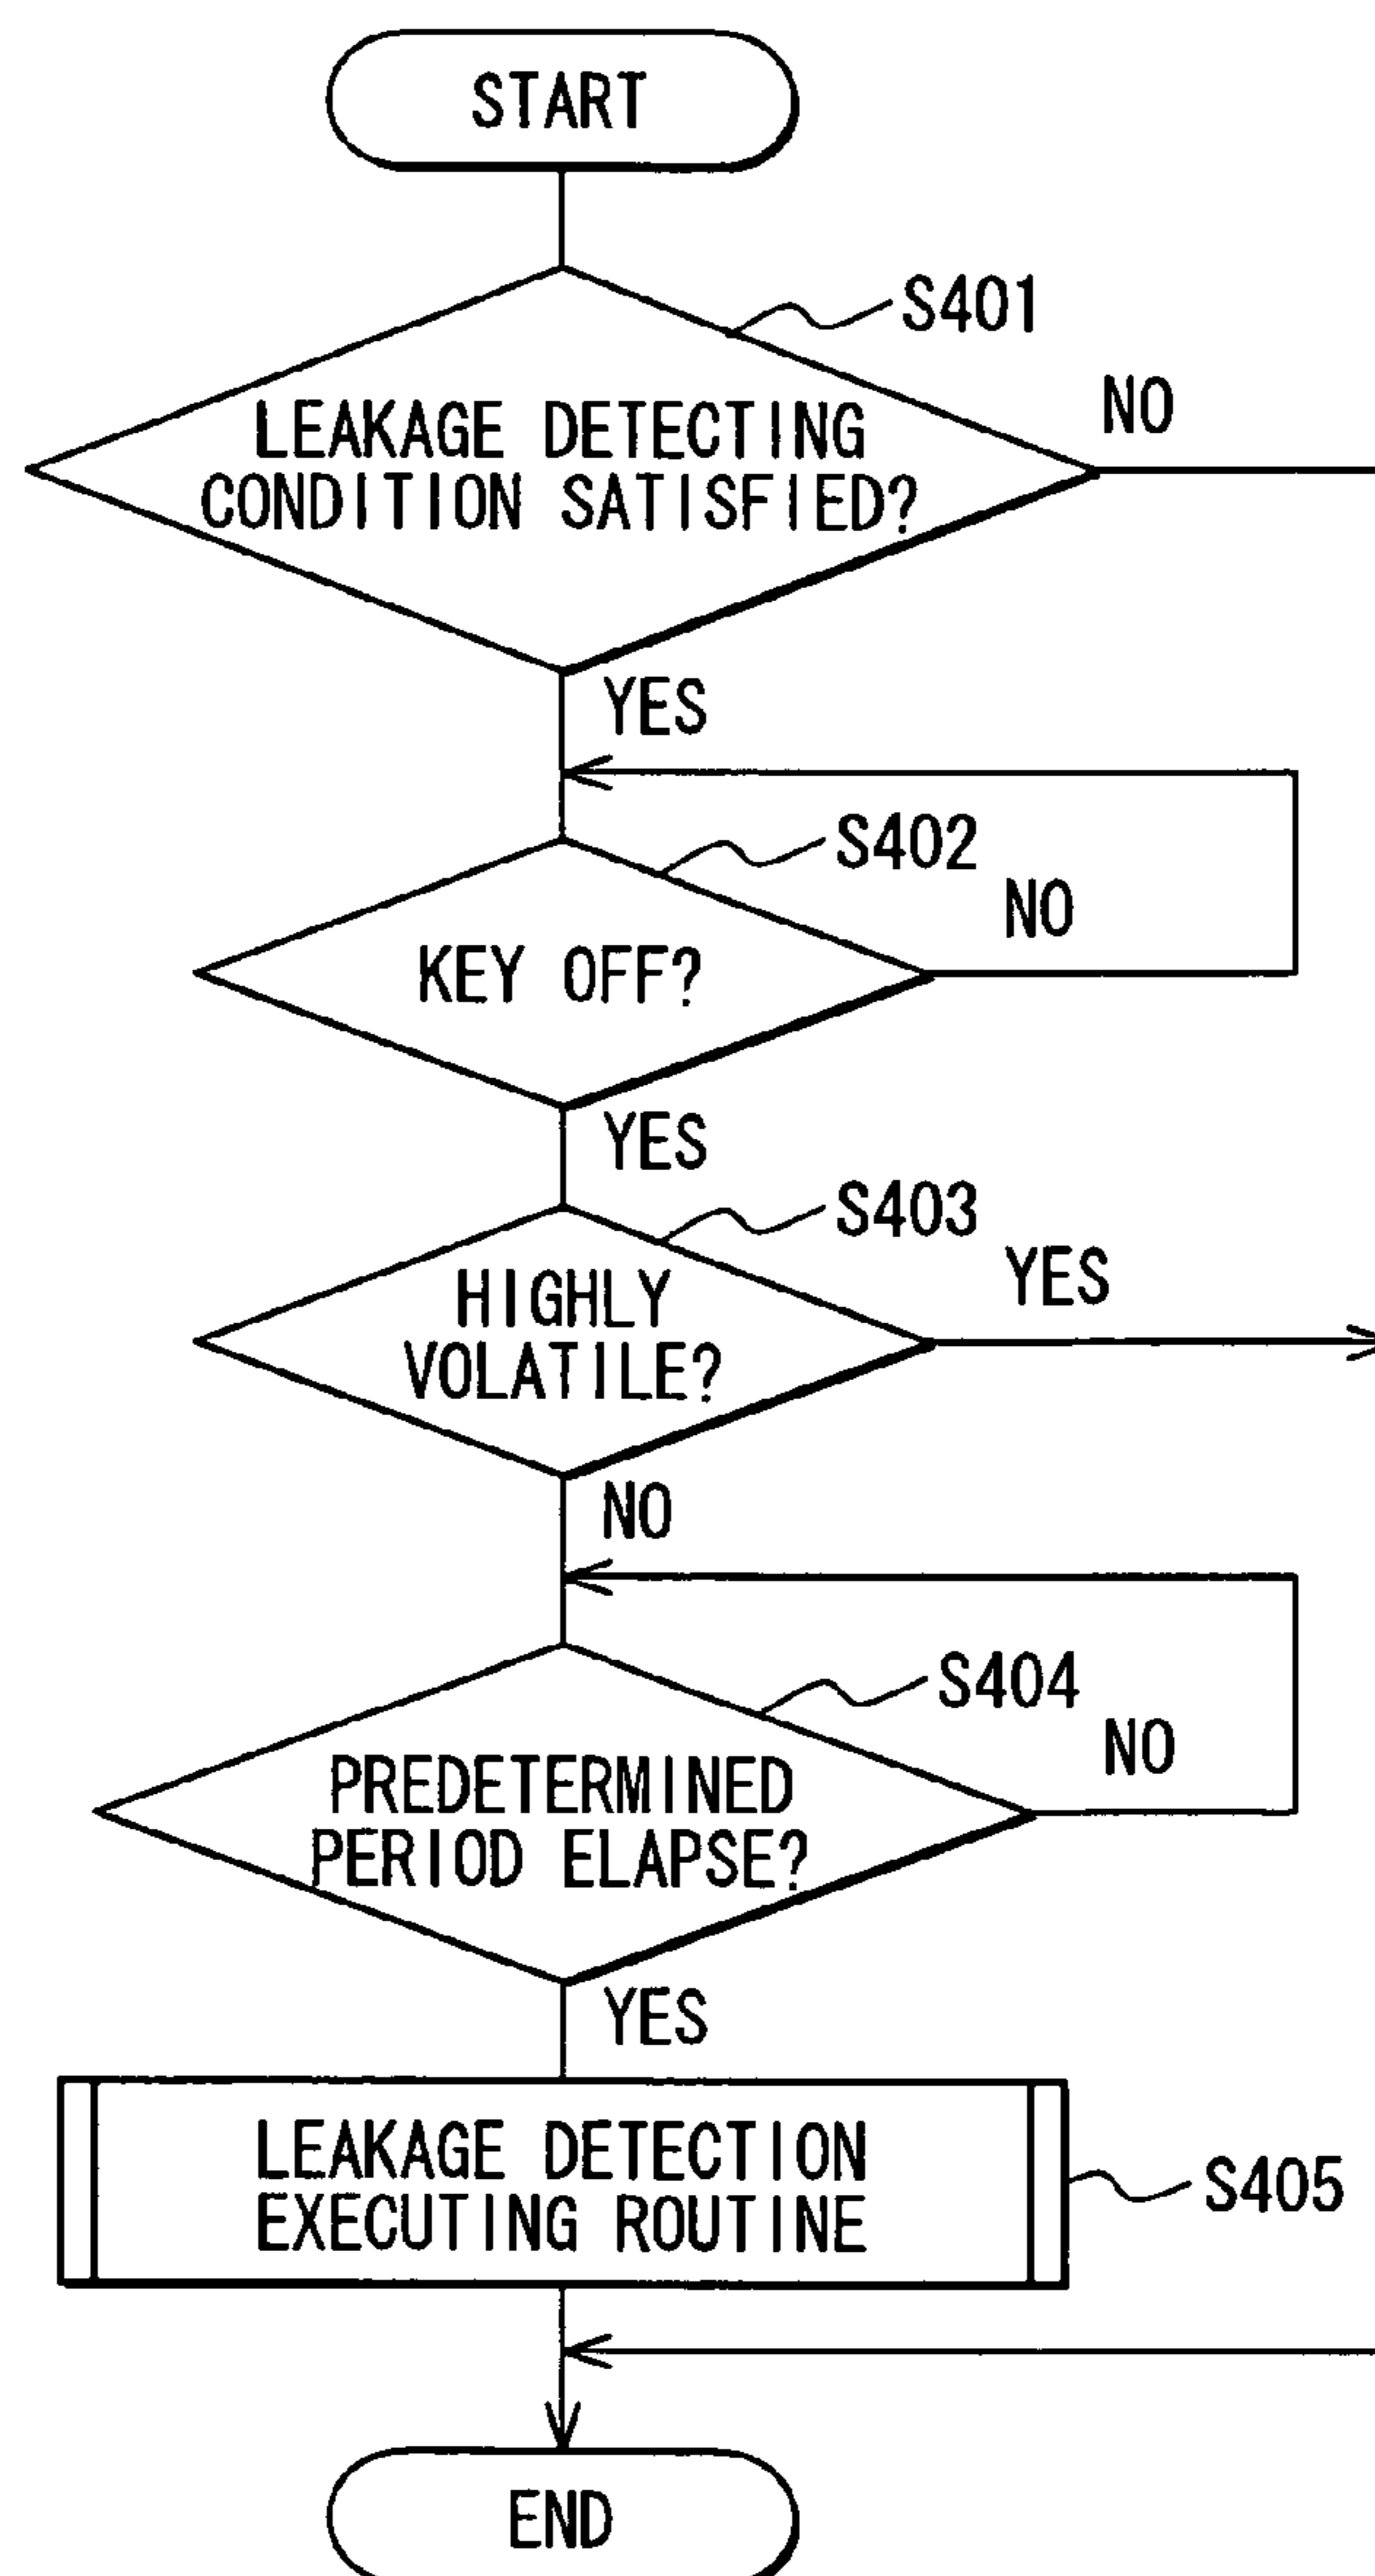 START
S401
NO
LEAKAGE DETECTING
CONDITION SATISFIED?
YES
S402
NO
KEY OFF?
YES
S403
YES
HIGHLY
VOLATILE?
NO
S404
NO
PREDETERMINED
PERIOD ELAPSE?
YES
LEAKAGE DETECTION
EXECUTING ROUTINE
S405
END